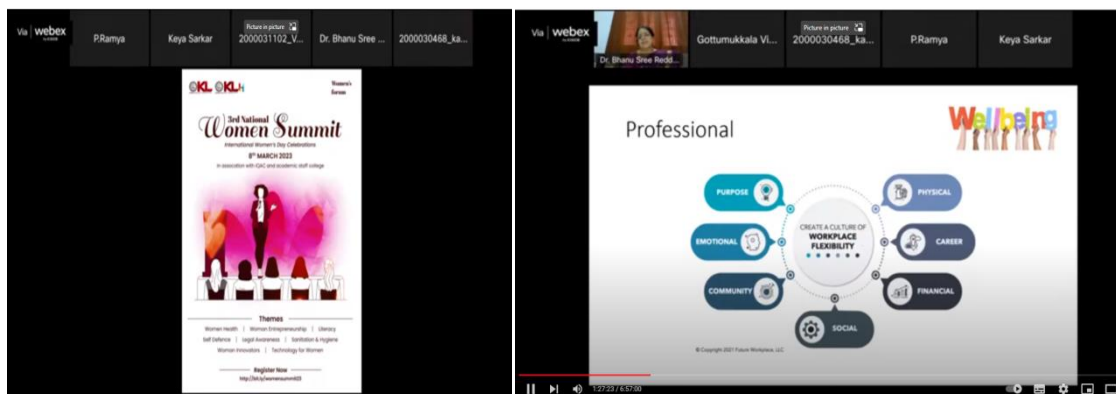 Via webex
P.Ramya
Keya Sarkar
Picture in picture
2000031102_V...
Dr. Bhanu Sree ...
2000030468_ka...
KL KL
Women's
Forum
3rd National
Women Summit
International Women's Day Celebrations
8TH MARCH 2023
in association with IQAC and academic staff college
Themes
Women Health | Woman Entrepreneurship | Literacy
Self Defence | Legal Awareness | Sanitation & Hygiene
Woman Innovators | Technology for Women
Register Now
Via webex
Dr. Bhanu Sree Redd...
Gottumukkala Vi...
Picture in picture
2000030468_ka...
P.Ramya
Keya Sarkar
Professional
Wellbeing
PURPOSE
PHYSICAL
EMOTIONAL
CREATE A CULTURE OF
WORKPLACE
FLEXIBILITY
CAREER
COMMUNITY
FINANCIAL
SOCIAL
© Copyright 2021 Future Workplace, LLC
1:27:23 / 6:57:00